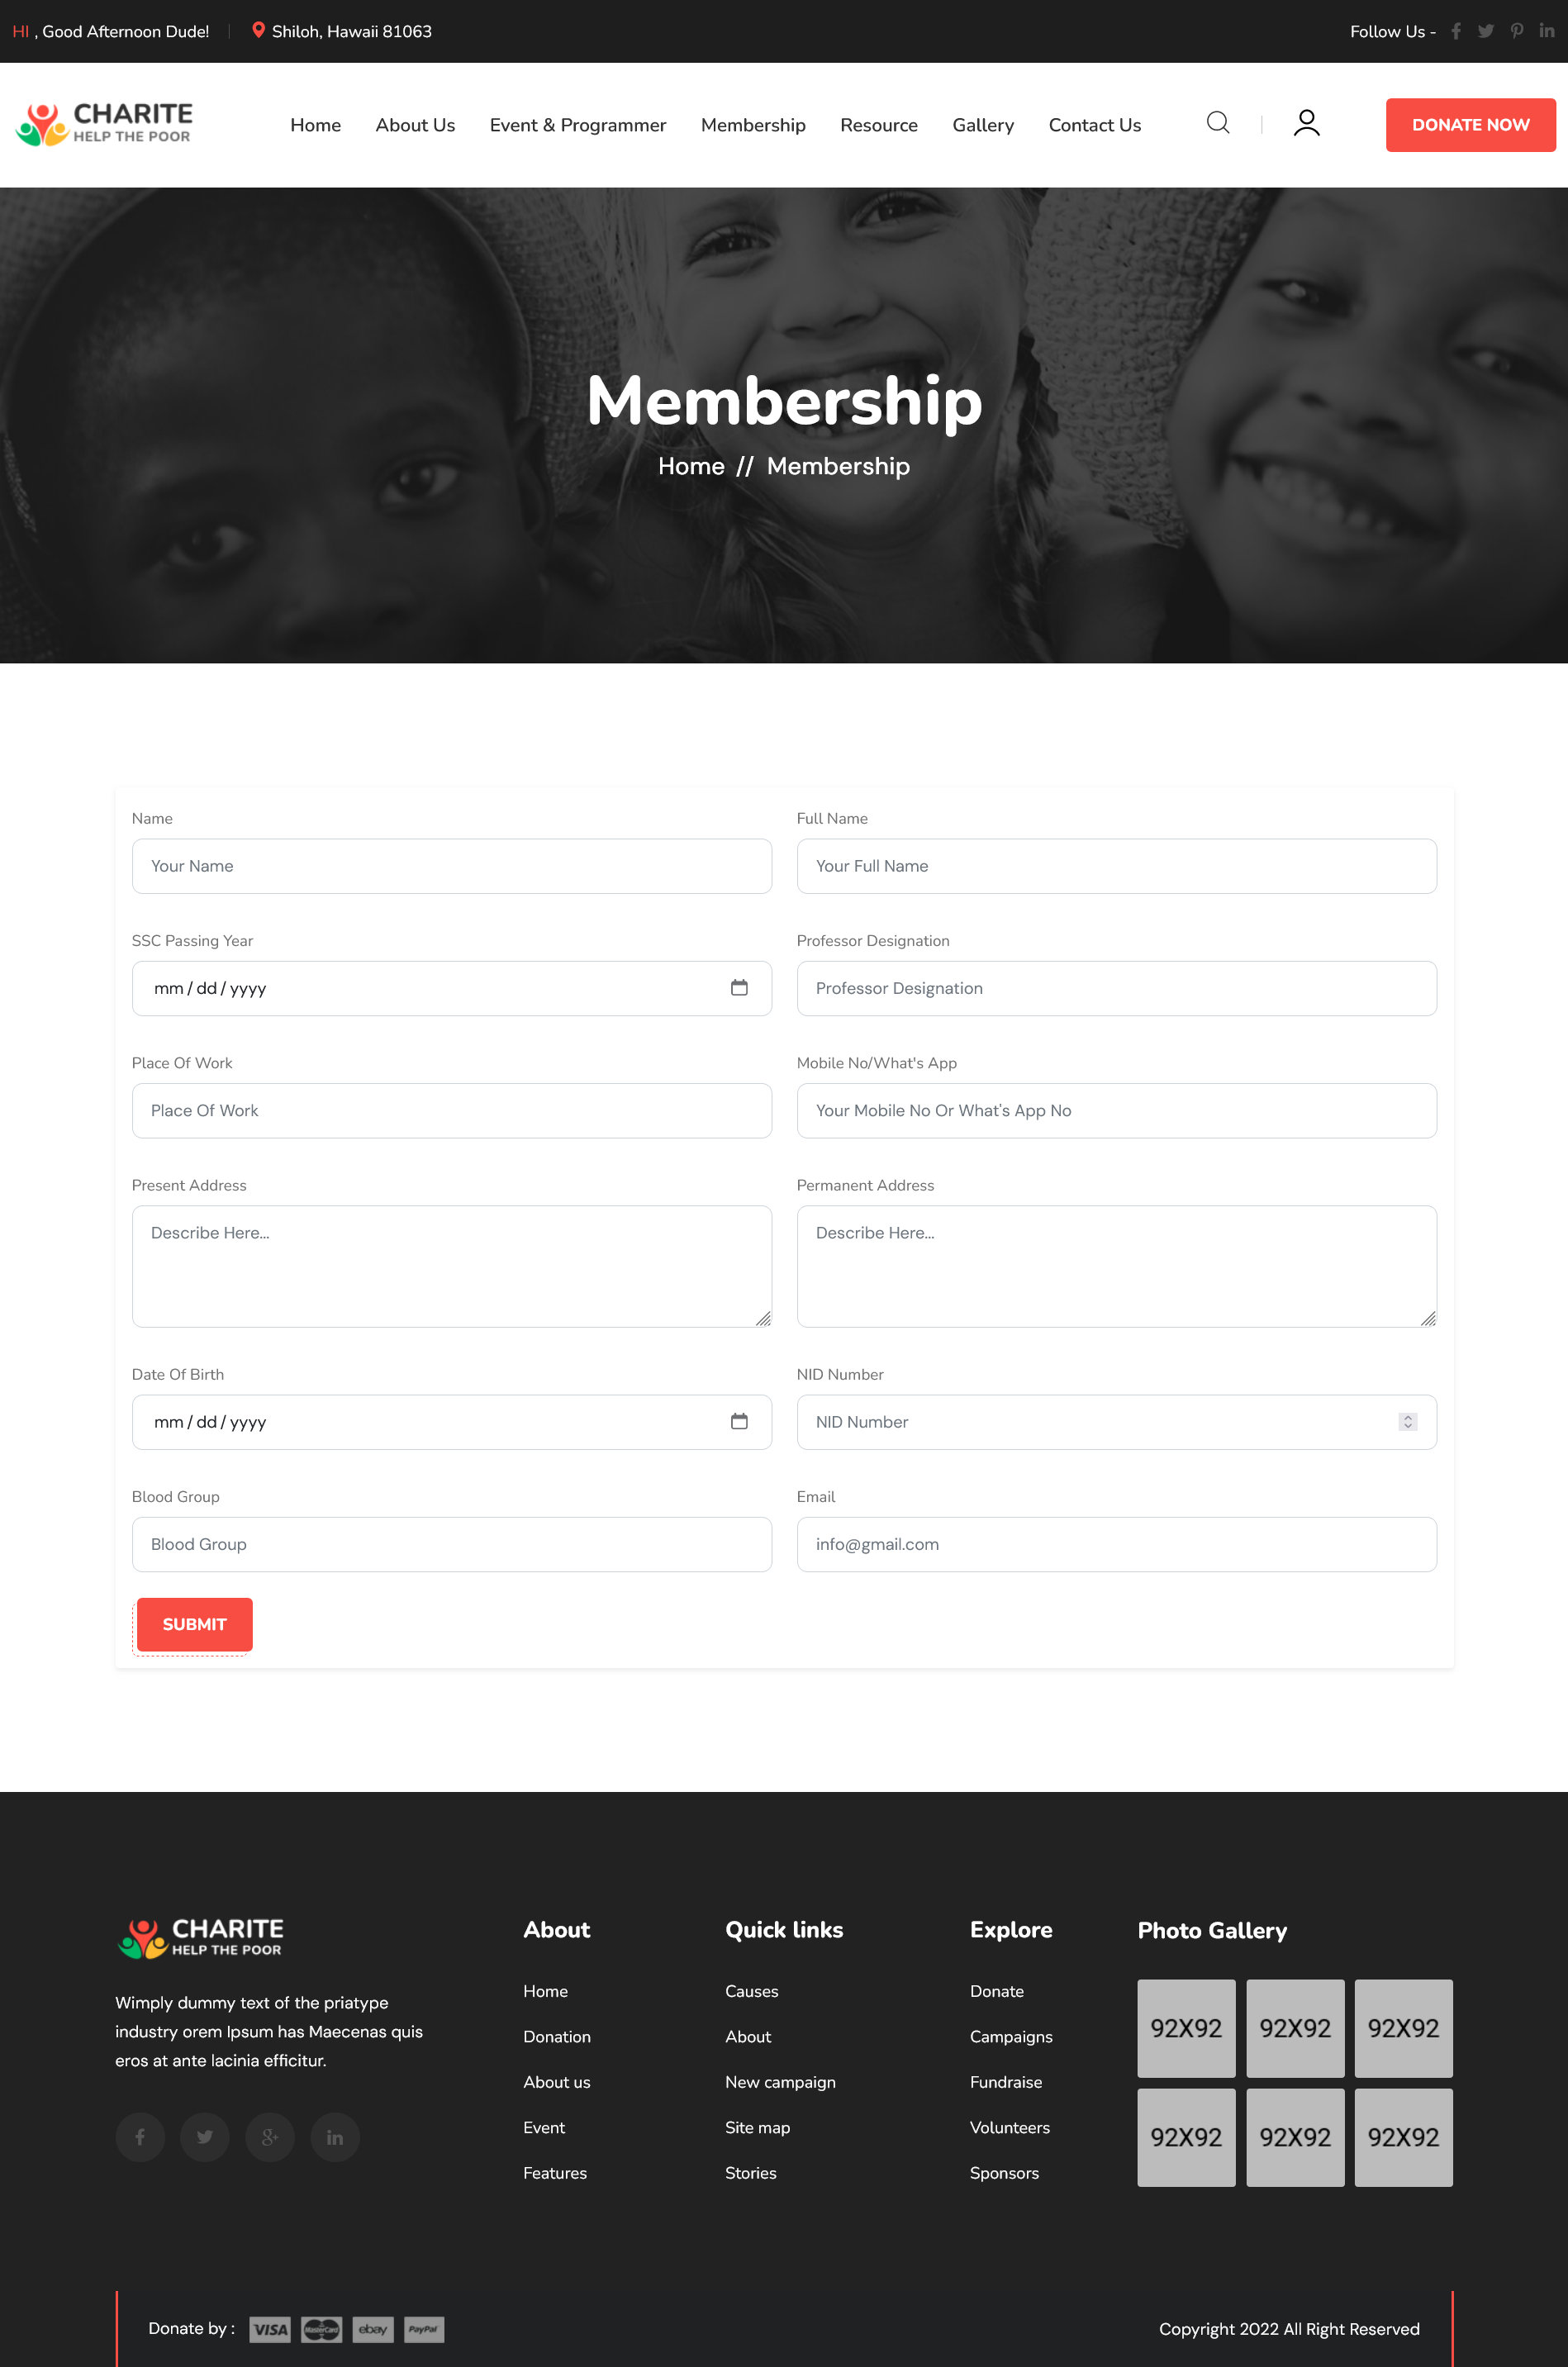 HI , Good Afternoon Dude!
Shiloh, Hawaii 81063
Follow Us -
CHARITE
HELP THE POOR
Home
About Us
Event & Programmer
Membership
Resource
Gallery
Contact Us
DONATE NOW
Membership
Home // Membership
Name
Full Name
Your Name
Your Full Name
SSC Passing Year
Professor Designation
mm / dd / yyyy
Professor Designation
Place Of Work
Mobile No/What's App
Place Of Work
Your Mobile No Or What's App No
Present Address
Permanent Address
Describe Here...
Describe Here...
Date Of Birth
NID Number
mm / dd / yyyy
NID Number
Blood Group
Email
Blood Group
info@gmail.com
SUBMIT
CHARITE
HELP THE POOR
Wimply dummy text of the priatype
industry orem Ipsum has Maecenas quis
eros at ante lacinia efficitur.
About
Home
Donation
About us
Event
Features
Quick links
Causes
About
New campaign
Site map
Stories
Explore
Donate
Campaigns
Fundraise
Volunteers
Sponsors
Photo Gallery
92X92
92X92
92X92
92X92
92X92
92X92
Donate by :
VISA
MasterCard
ebay
PayPal
Copyright 2022 All Right Reserved